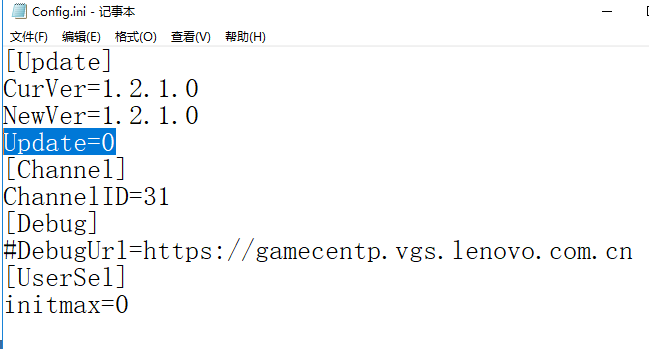 Config.ini - 记事本
文件(F) 编辑(E) 格式(O) 查看(V) 帮助(H)
[Update]
CurVer=1.2.1.0
NewVer=1.2.1.0
Update=0
[Channel]
ChannelID=31
[Debug]
#DebugUrl=https://gamecentp.vgs.lenovo.com.cn
[UserSel]
initmax=0